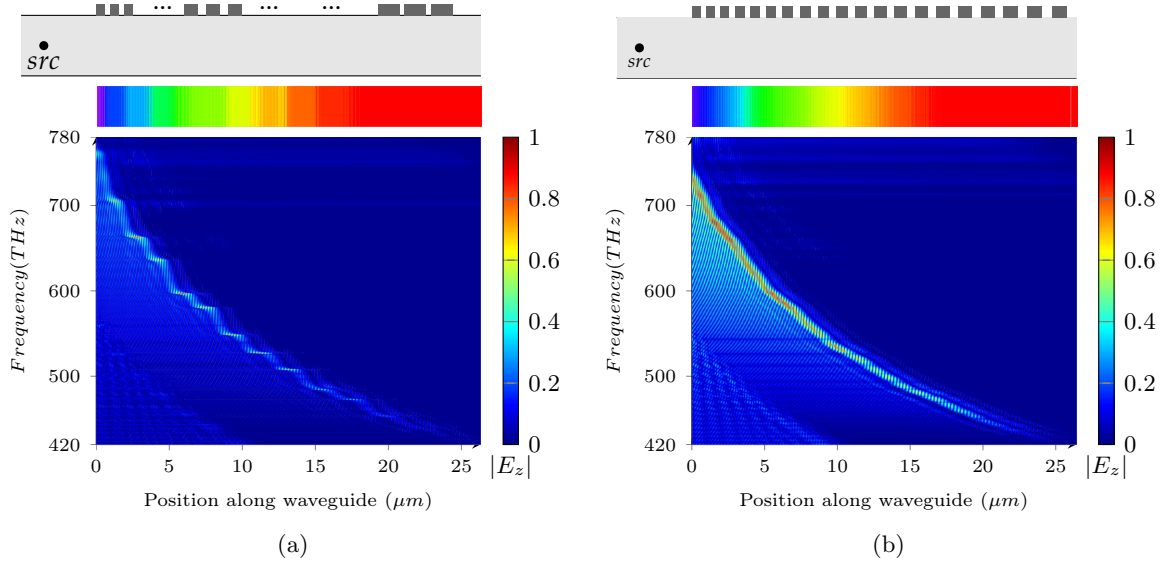 ... ... ...
src
780
700
600
500
420
Frequency(THz)
0 5 10 15 20 25
Position along waveguide (μm)
1
0.8
0.6
0.4
0.2
0
|E_z|
(a)
src
780
700
600
500
420
Frequency(THz)
0 5 10 15 20 25
Position along waveguide (μm)
1
0.8
0.6
0.4
0.2
0
|E_z|
(b)